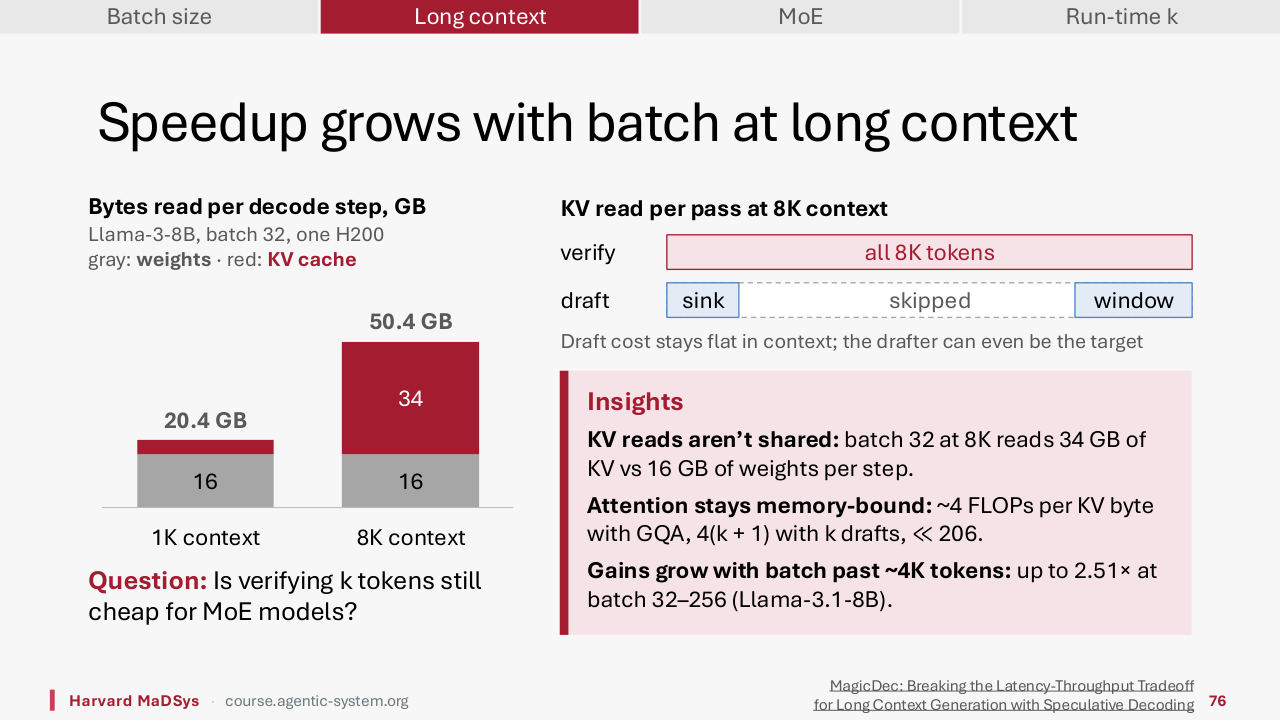 Batch size
Long context
MoE
Run-time k
Speedup grows with batch at long context
Bytes read per decode step, GB
Llama-3-8B, batch 32, one H200
gray: weights · red: KV cache
50.4 GB
34
20.4 GB
16
16
1K context
8K context
Question: Is verifying k tokens still
cheap for MoE models?
KV read per pass at 8K context
verify
all 8K tokens
draft
sink
skipped
window
Draft cost stays flat in context; the drafter can even be the target
Insights
KV reads aren’t shared: batch 32 at 8K reads 34 GB of
KV vs 16 GB of weights per step.
Attention stays memory-bound: ~4 FLOPs per KV byte
with GQA, 4(k + 1) with k drafts, ≪ 206.
Gains grow with batch past ~4K tokens: up to 2.51× at
batch 32–256 (Llama-3.1-8B).
Harvard MaDSys · course.agentic-system.org
MagicDec: Breaking the Latency-Throughput Tradeoff
for Long Context Generation with Speculative Decoding
76